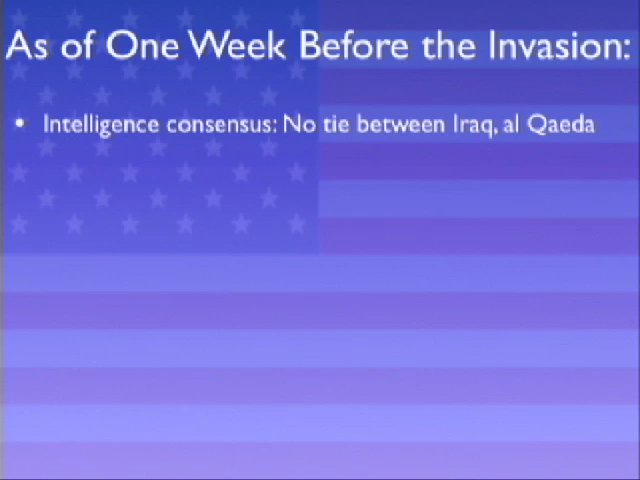 As of One Week Before the Invasion:
• Intelligence consensus: No tie between Iraq, al Qaeda